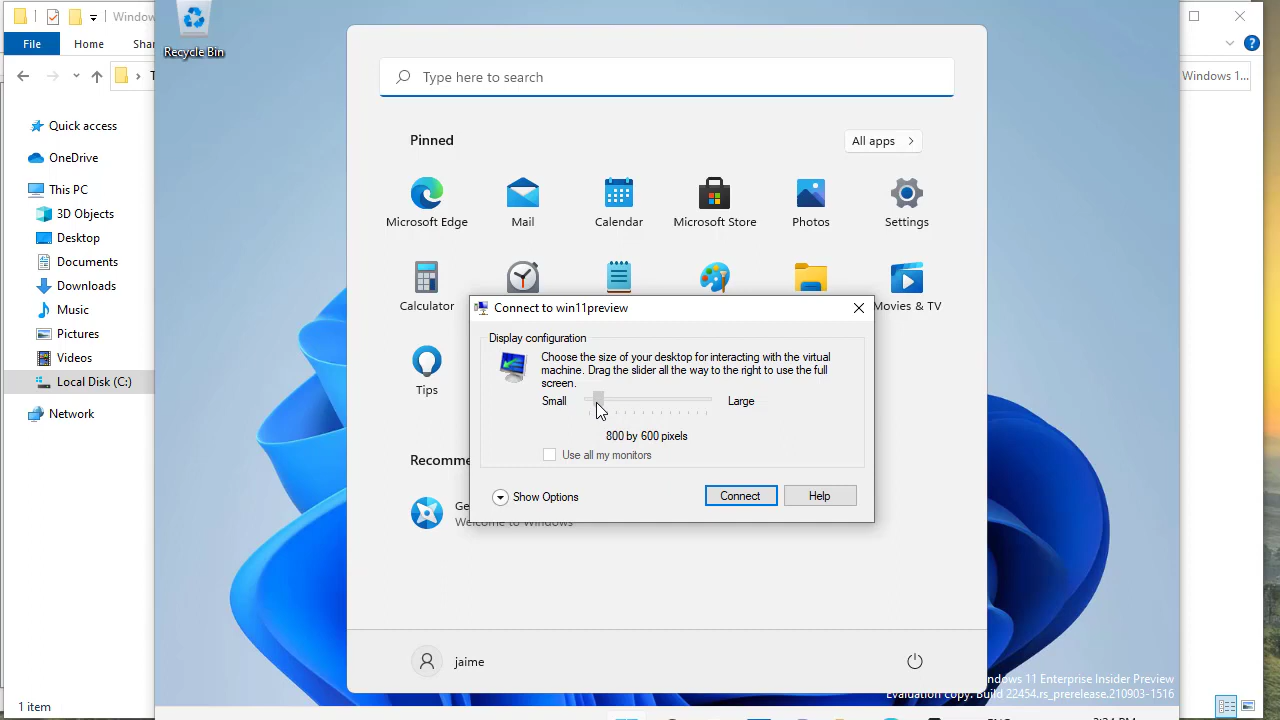 Windov
File
Home
Shar
T
Windows 1...
Quick access
OneDrive
This PC
3D Objects
Desktop
Documents
Downloads
Music
Pictures
Videos
Local Disk (C:)
Network
1 item
Recycle Bin
Type here to search
Pinned
All apps
Microsoft Edge
Mail
Calendar
Microsoft Store
Photos
Settings
Calculator
Movies & TV
Tips
Recomme
Ge
Welcome to Windows
Connect to win11preview
Display configuration
Choose the size of your desktop for interacting with the virtual
machine. Drag the slider all the way to the right to use the full
screen.
Small
Large
800 by 600 pixels
Use all my monitors
Show Options
Connect
Help
jaime
ndows 11 Enterprise Insider Preview
Evaluation copy. Build 22454.rs_prerelease.210903-1516